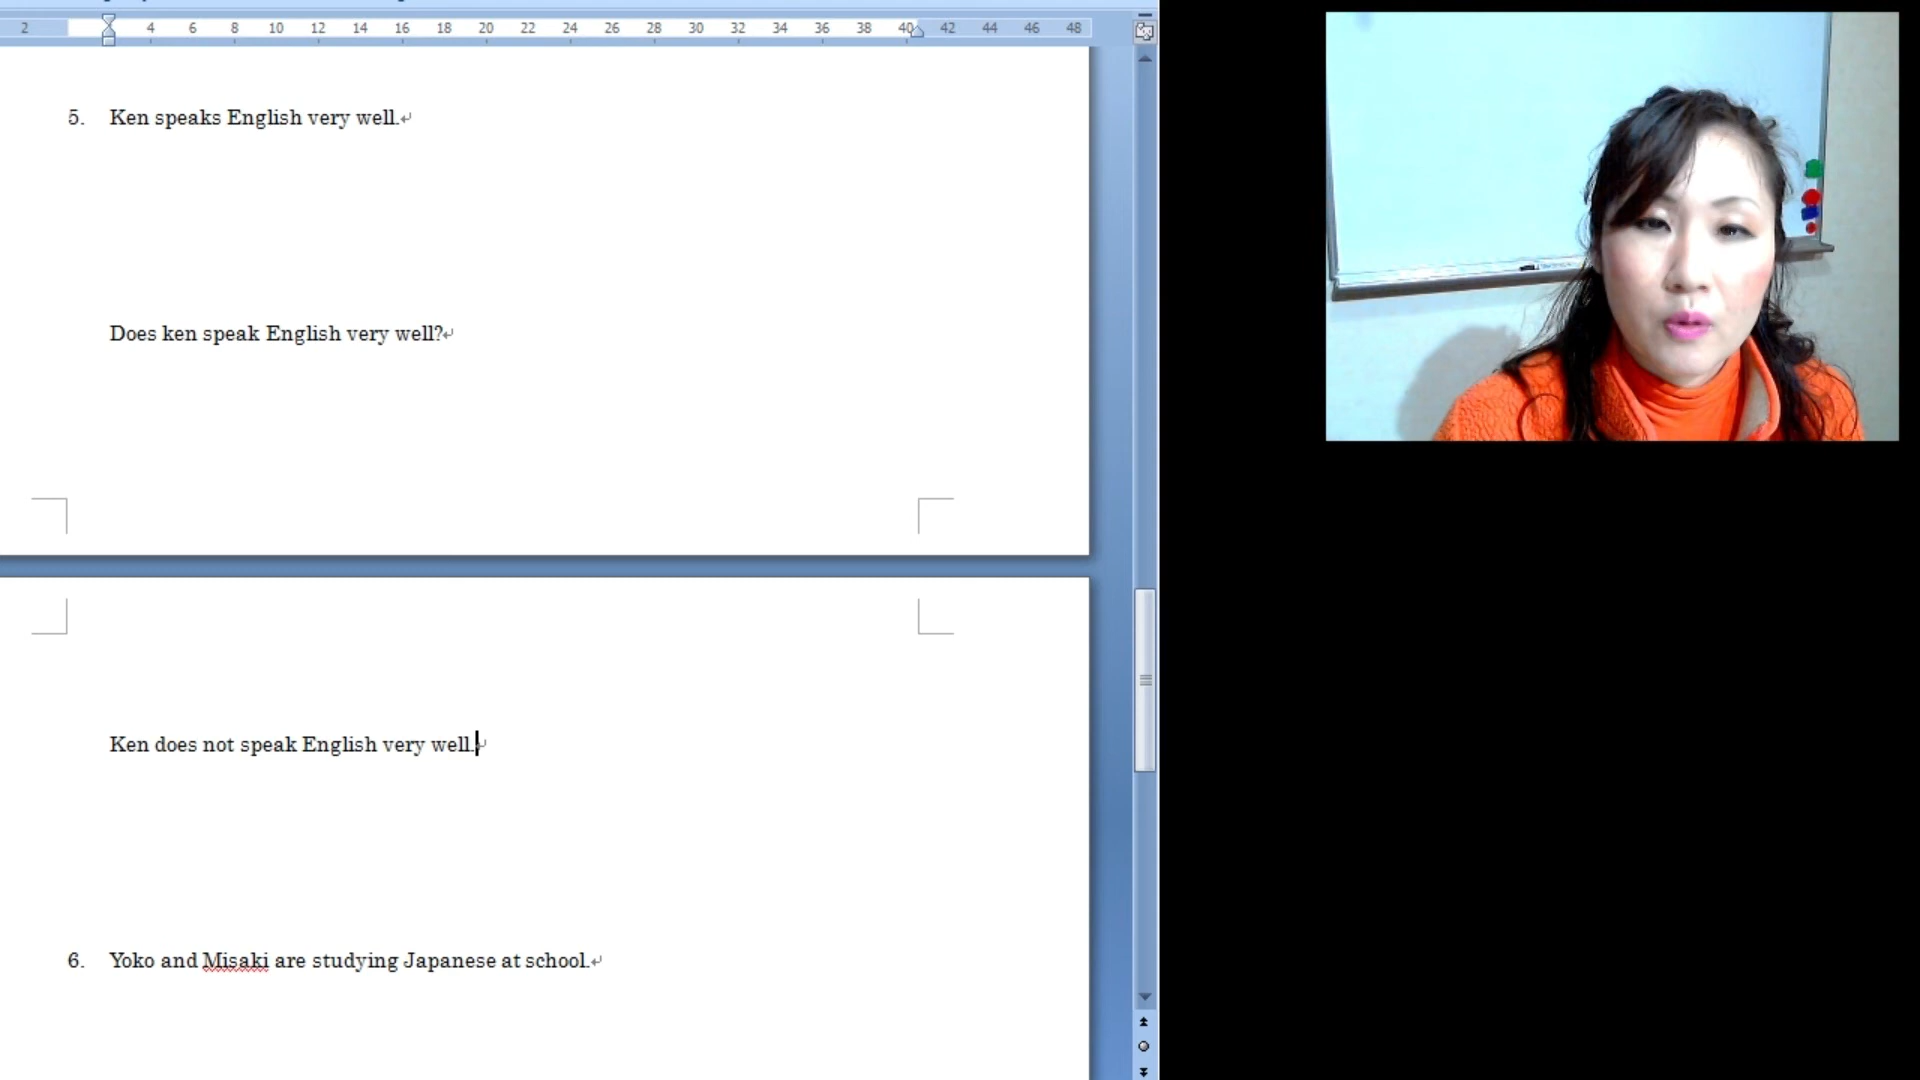 2 2 4 6 8 10 12 14 16 18 20 22 24 26 28 30 32 34 36 38 40 42 44 46 48
5. Ken speaks English very well.
Does ken speak English very well?
Ken does not speak English very well.
6. Yoko and Misaki are studying Japanese at school.